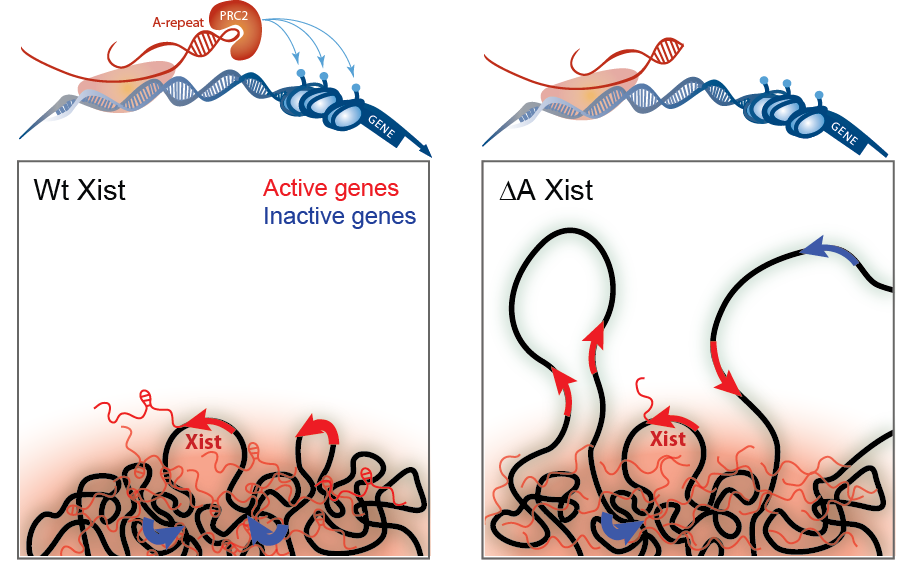 PRC2
A-repeat
GENE
GENE
Wt Xist
Active genes
Inactive genes
Xist
ΔA Xist
Xist